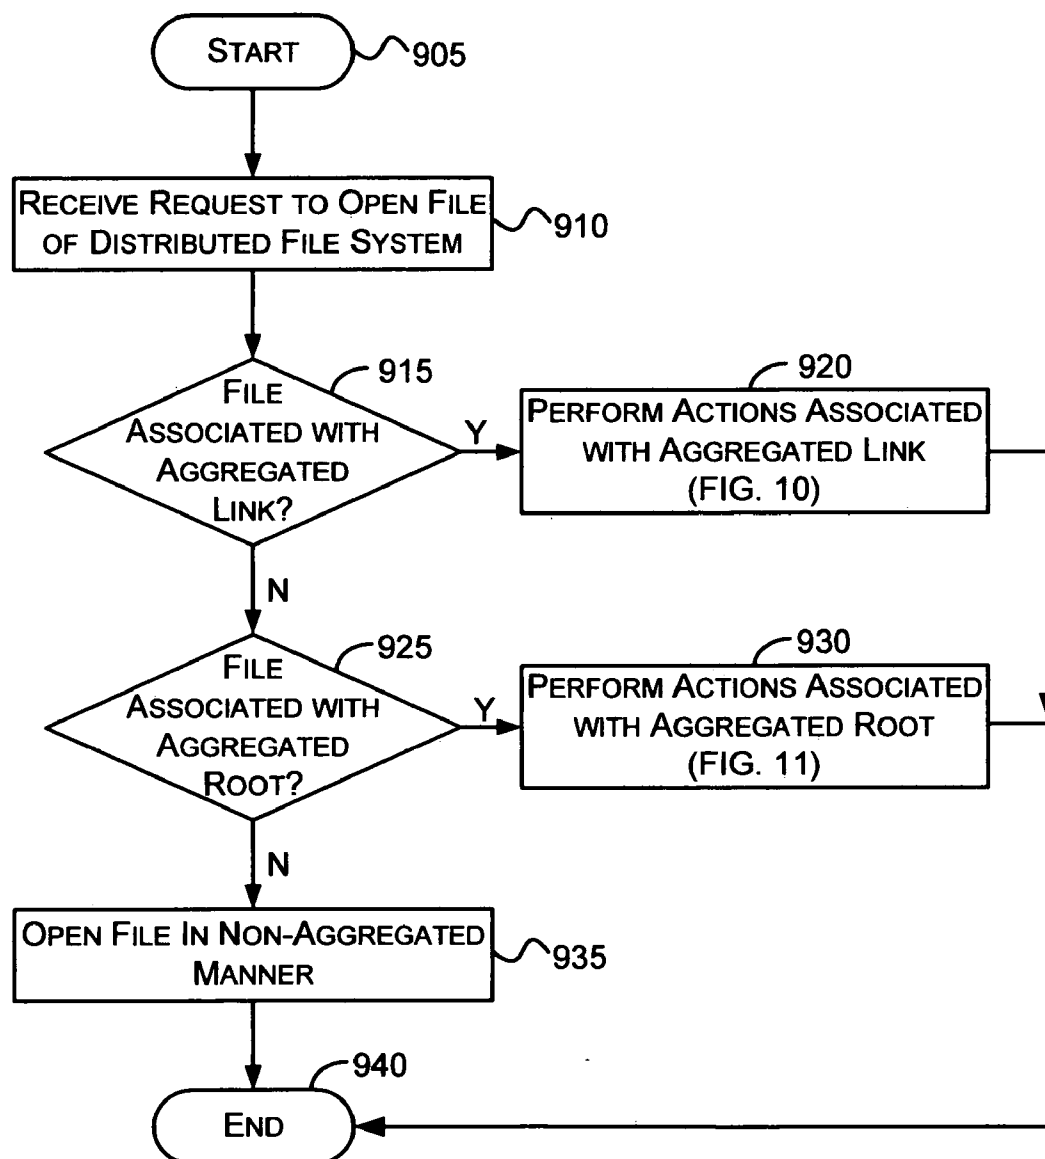 START
905
RECEIVE REQUEST TO OPEN FILE
OF DISTRIBUTED FILE SYSTEM
910
FILE
ASSOCIATED WITH
AGGREGATED
LINK?
915
Y
920
PERFORM ACTIONS ASSOCIATED
WITH AGGREGATED LINK
(FIG. 10)
N
FILE
ASSOCIATED WITH
AGGREGATED
ROOT?
925
Y
930
PERFORM ACTIONS ASSOCIATED
WITH AGGREGATED ROOT
(FIG. 11)
N
OPEN FILE IN NON-AGGREGATED
MANNER
935
940
END